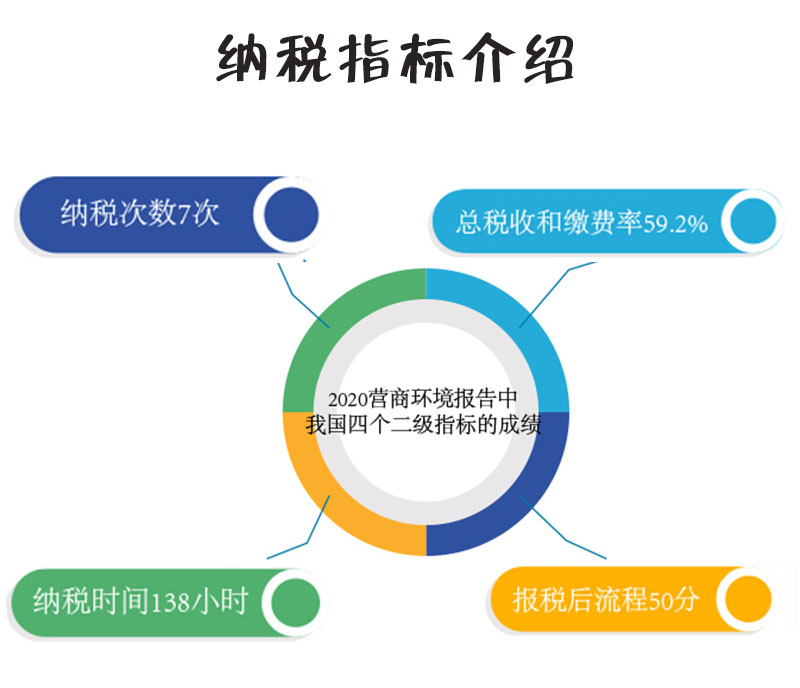 纳税指标介绍
纳税次数7次
总税收和缴费率59.2%
2020营商环境报告中
我国四个二级指标的成绩
纳税时间138小时
报税后流程50分